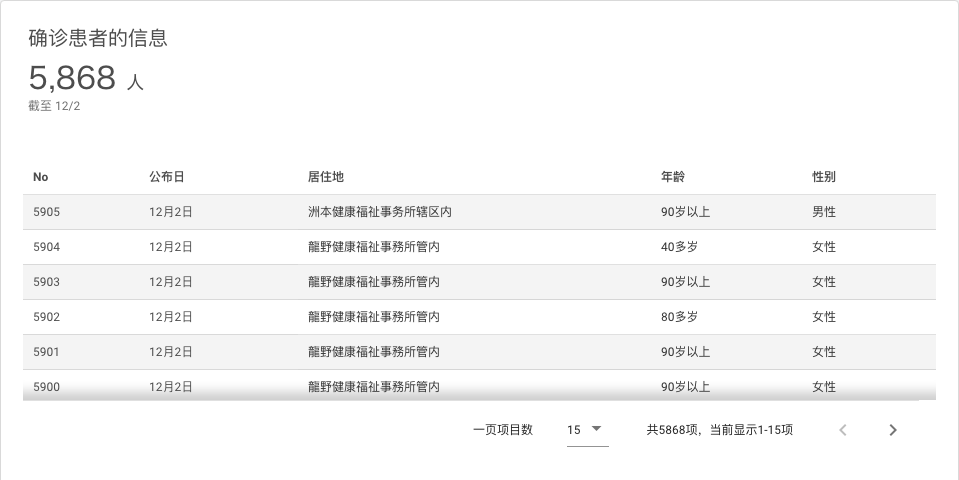 确诊患者的信息
5,868 人
截至 12/2
No 公布日 居住地 年龄 性别
5905 12月2日 洲本健康福祉事务所辖区内 90岁以上 男性
5904 12月2日 龍野健康福祉事務所管内 40多岁 女性
5903 12月2日 龍野健康福祉事務所管内 90岁以上 女性
5902 12月2日 龍野健康福祉事務所管内 80多岁 女性
5901 12月2日 龍野健康福祉事務所管内 90岁以上 女性
5900 12月2日 龍野健康福祉事務所管内 90岁以上 女性
一页项目数 15 共5868项，当前显示1-15项